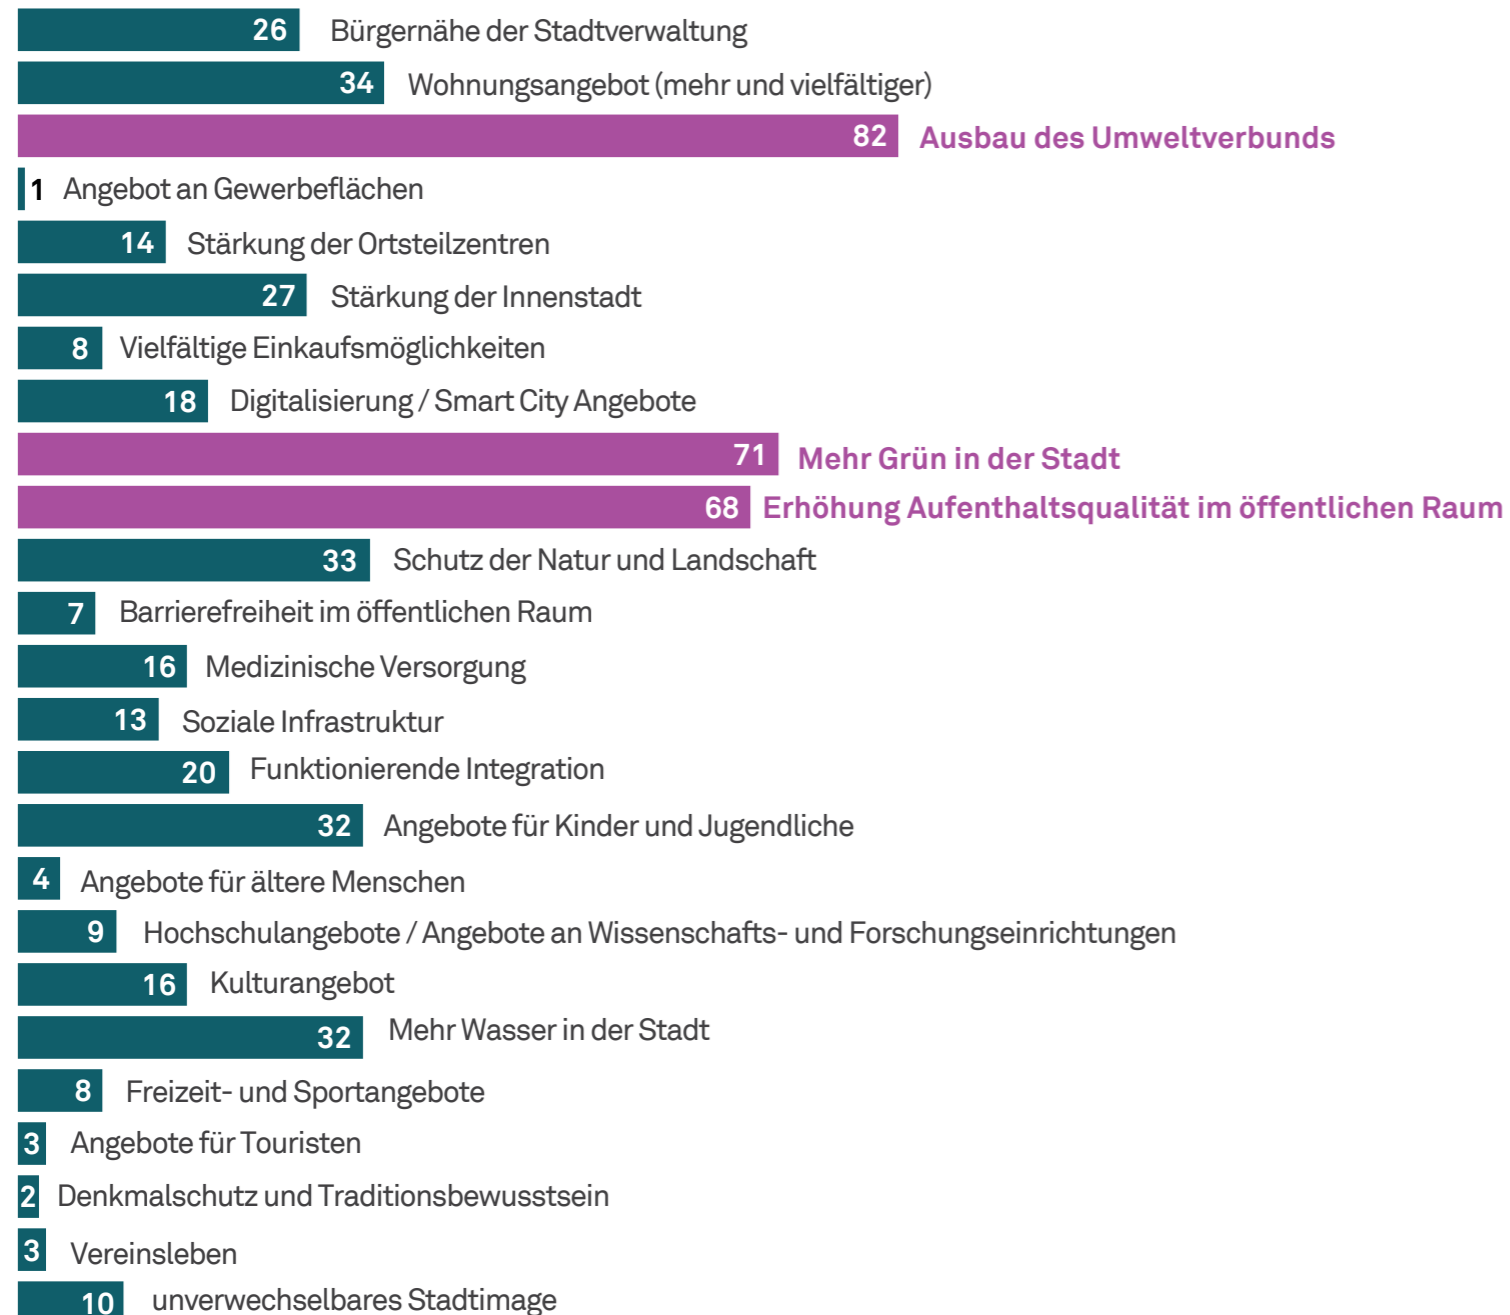 26 Bürgernähe der Stadtverwaltung
34 Wohnungsangebot (mehr und vielfältiger)
82 Ausbau des Umweltverbunds
1 Angebot an Gewerbeflächen
14 Stärkung der Ortsteilzentren
27 Stärkung der Innenstadt
8 Vielfältige Einkaufsmöglichkeiten
18 Digitalisierung / Smart City Angebote
71 Mehr Grün in der Stadt
68 Erhöhung Aufenthaltsqualität im öffentlichen Raum
33 Schutz der Natur und Landschaft
7 Barrierefreiheit im öffentlichen Raum
16 Medizinische Versorgung
13 Soziale Infrastruktur
20 Funktionierende Integration
32 Angebote für Kinder und Jugendliche
4 Angebote für ältere Menschen
9 Hochschulangebote / Angebote an Wissenschafts- und Forschungseinrichtungen
16 Kulturangebot
32 Mehr Wasser in der Stadt
8 Freizeit- und Sportangebote
3 Angebote für Touristen
2 Denkmalschutz und Traditionsbewusstsein
3 Vereinsleben
10 unverwechselbares Stadtimage